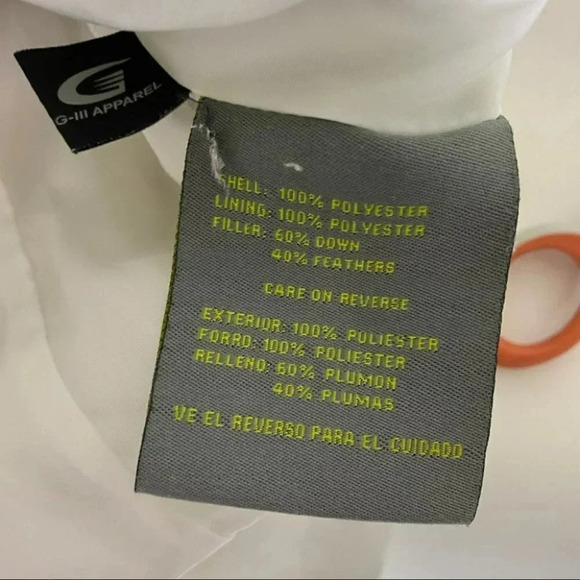 G-III APPAREL
SHELL: 100% POLYESTER
LINING: 100% POLYESTER
FILLER: 60% DOWN
40% FEATHERS
CARE ON REVERSE
EXTERIOR: 100% POLIESTER
FORRO: 100% POLIESTER
RELLENO: 60% PLUMON
40% PLUMAS
VE EL REVERSO PARA EL CUIDADO